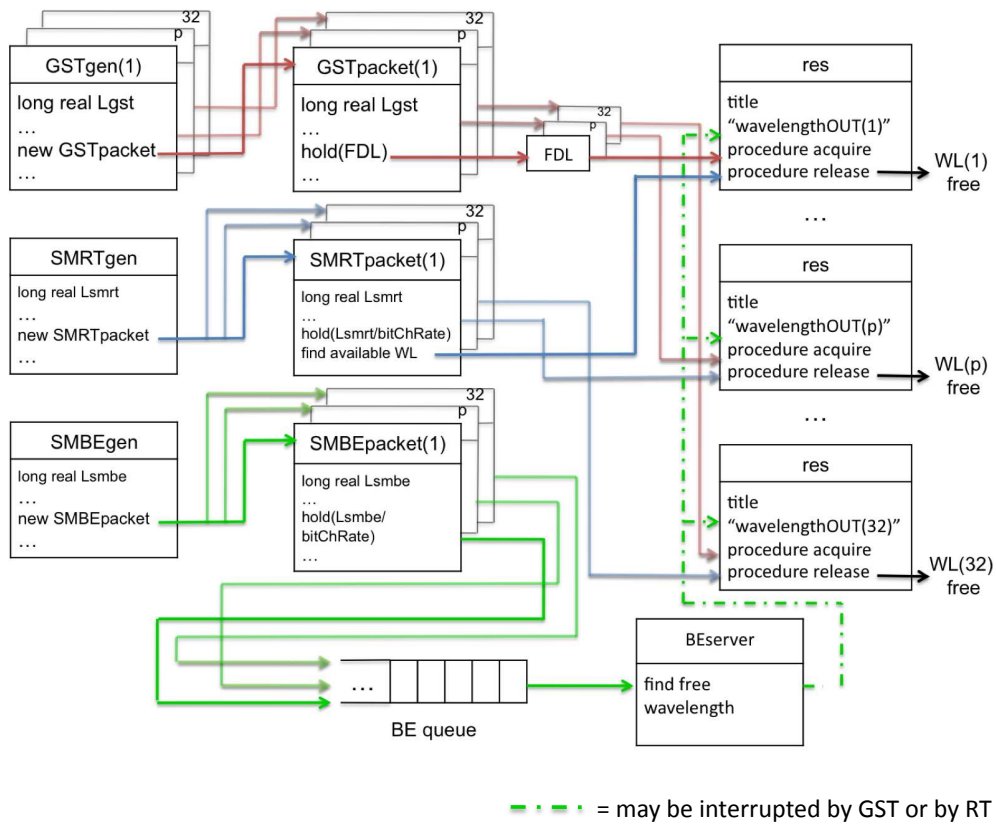 32
p
GSTgen(1)
long real Lgst
...
new GSTpacket
...
32
p
GSTpacket(1)
long real Lgst
...
hold(FDL)
...
32
p
FDL
res
title
“wavelengthOUT(1)”
procedure acquire
procedure release
WL(1)
free
...
SMRTgen
long real Lsmrt
...
new SMRTpacket
...
32
p
SMRTpacket(1)
long real Lsmrt
...
hold(Lsmrt/bitChRate)
find available WL
res
title
“wavelengthOUT(p)”
procedure acquire
procedure release
WL(p)
free
...
SMBEgen
long real Lsmbe
...
new SMBEpacket
...
32
p
SMBEpacket(1)
long real Lsmbe
...
hold(Lsmbe/
bitChRate)
...
res
title
“wavelengthOUT(32)”
procedure acquire
procedure release
WL(32)
free
...
BE queue
BEserver
find free
wavelength
= may be interrupted by GST or by RT